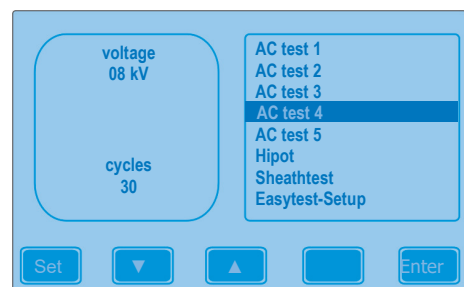 voltage
08 kV
cycles
30
AC test 1
AC test 2
AC test 3
AC test 4
AC test 5
Hipot
Sheathtest
Easytest-Setup
Set
▼
▲
Enter